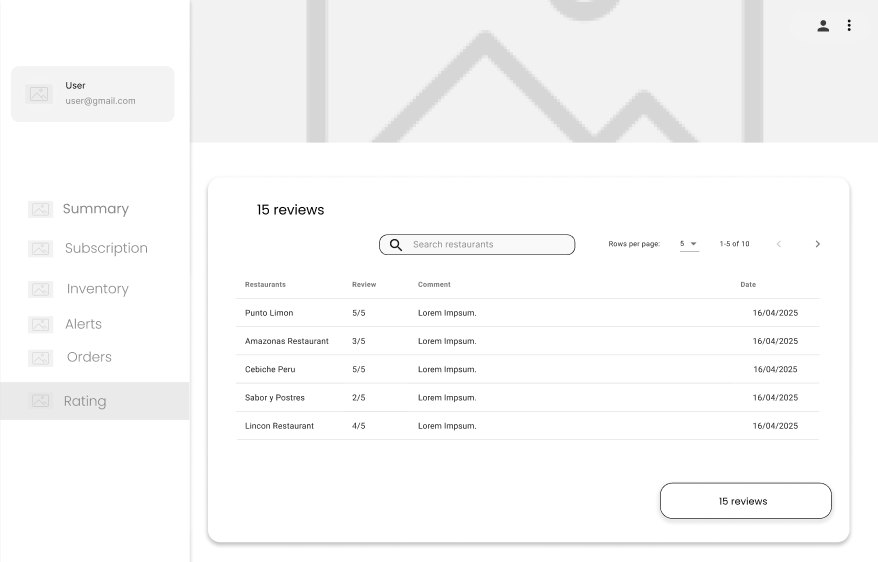 User
user@gmail.com
Summary
Subscription
Inventory
Alerts
Orders
Rating
15 reviews
Search restaurants
Rows per page: 5 1-5 of 10
Restaurants Review Comment Date
Punto Limon 5/5 Lorem Impsum. 16/04/2025
Amazonas Restaurant 3/5 Lorem Impsum. 16/04/2025
Cebiche Peru 5/5 Lorem Impsum. 16/04/2025
Sabor y Postres 2/5 Lorem Impsum. 16/04/2025
Lincon Restaurant 4/5 Lorem Impsum. 16/04/2025
15 reviews